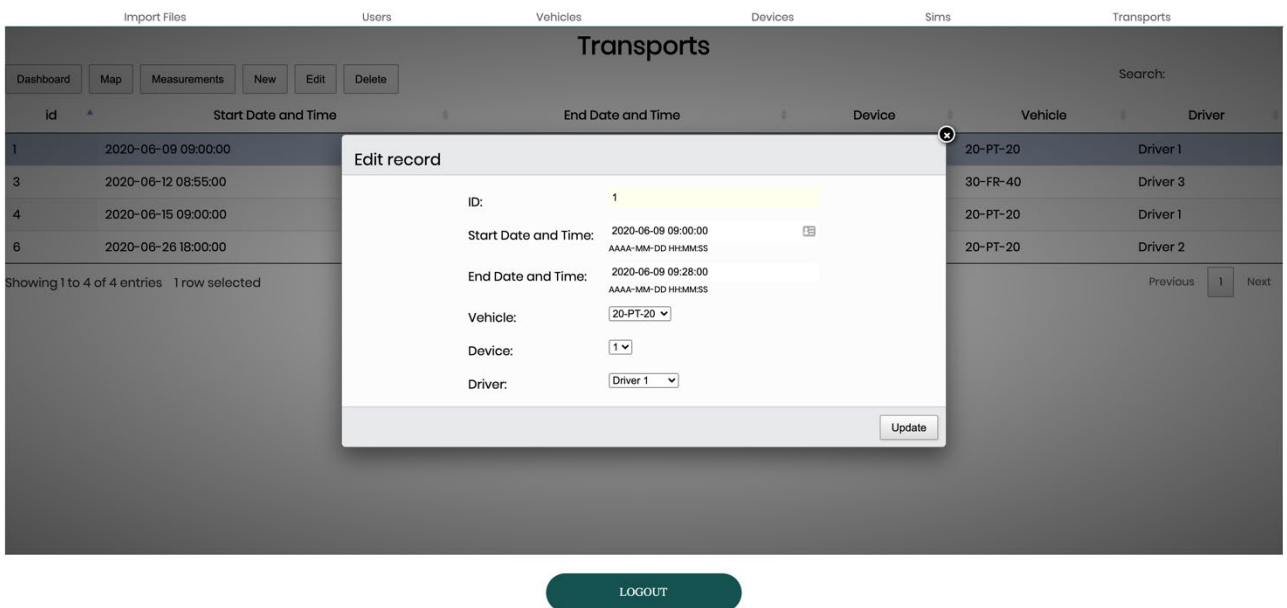 Import Files Users Vehicles Devices Sims Transports
Transports
Dashboard Map Measurements New Edit Delete Search:
id Start Date and Time End Date and Time Device Vehicle Driver
1 2020-06-09 09:00:00 20-PT-20 Driver 1
3 2020-06-12 08:55:00 30-FR-40 Driver 3
4 2020-06-15 09:00:00 20-PT-20 Driver 1
6 2020-06-26 18:00:00 20-PT-20 Driver 2
Showing 1 to 4 of 4 entries 1 row selected Previous 1 Next
Edit record
ID: 1
Start Date and Time: 2020-06-09 09:00:00
AAAA-MM-DD HH:MM:SS
End Date and Time: 2020-06-09 09:28:00
AAAA-MM-DD HH:MM:SS
Vehicle: 20-PT-20
Device: 1
Driver: Driver 1
Update
LOGOUT